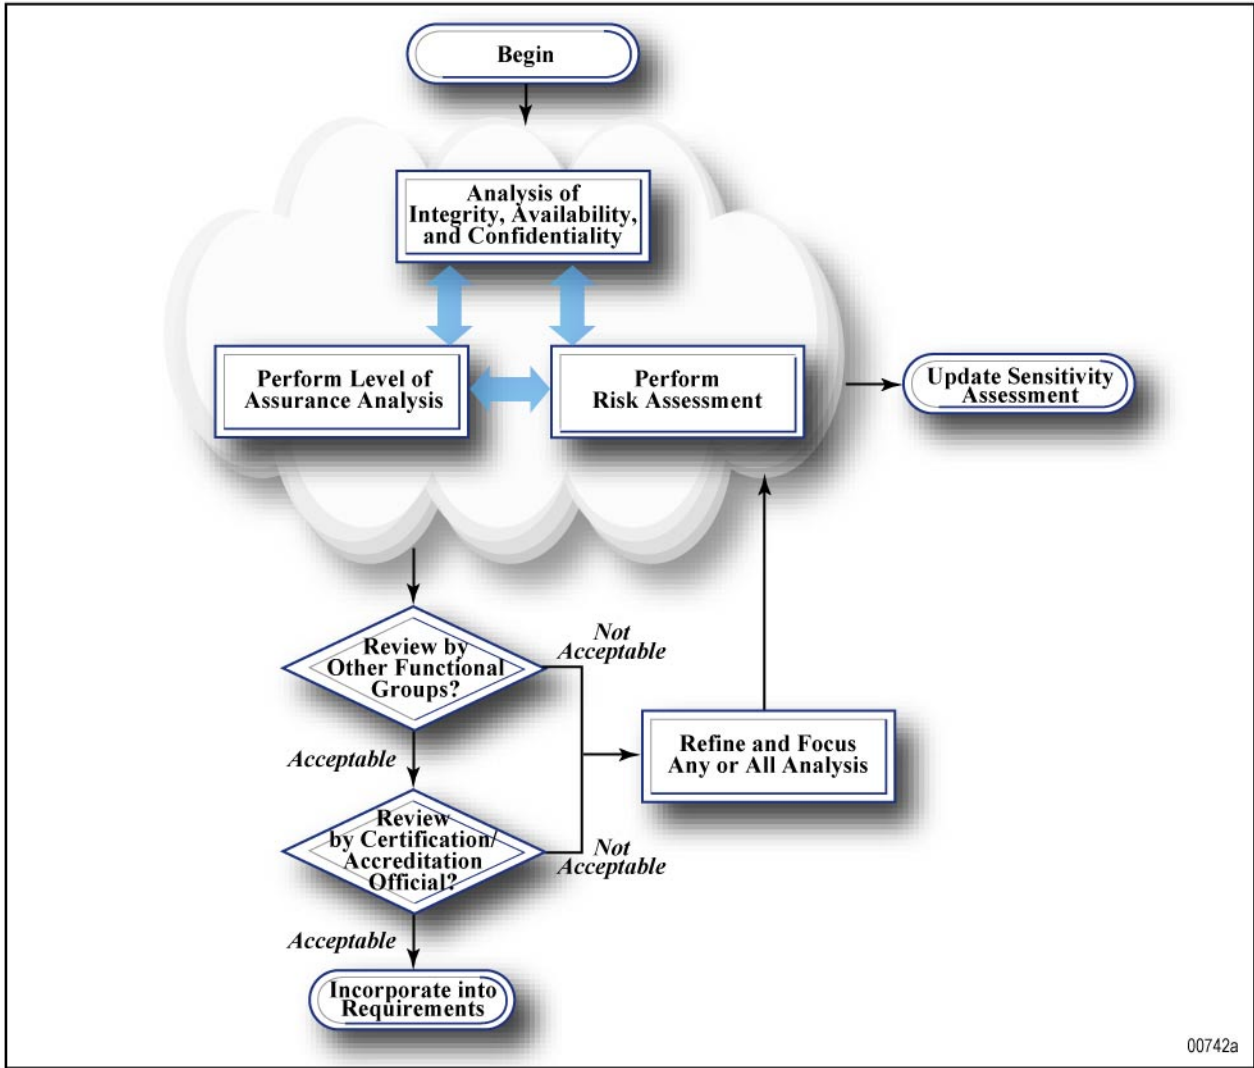 Begin
Analysis of
Integrity, Availability,
and Confidentiality
Perform Level of
Assurance Analysis
Perform
Risk Assessment
Update Sensitivity
Assessment
Review by
Other Functional
Groups?
Not
Acceptable
Acceptable
Refine and Focus
Any or All Analysis
Review
by Certification/
Accreditation
Official?
Not
Acceptable
Acceptable
Incorporate into
Requirements
00742a